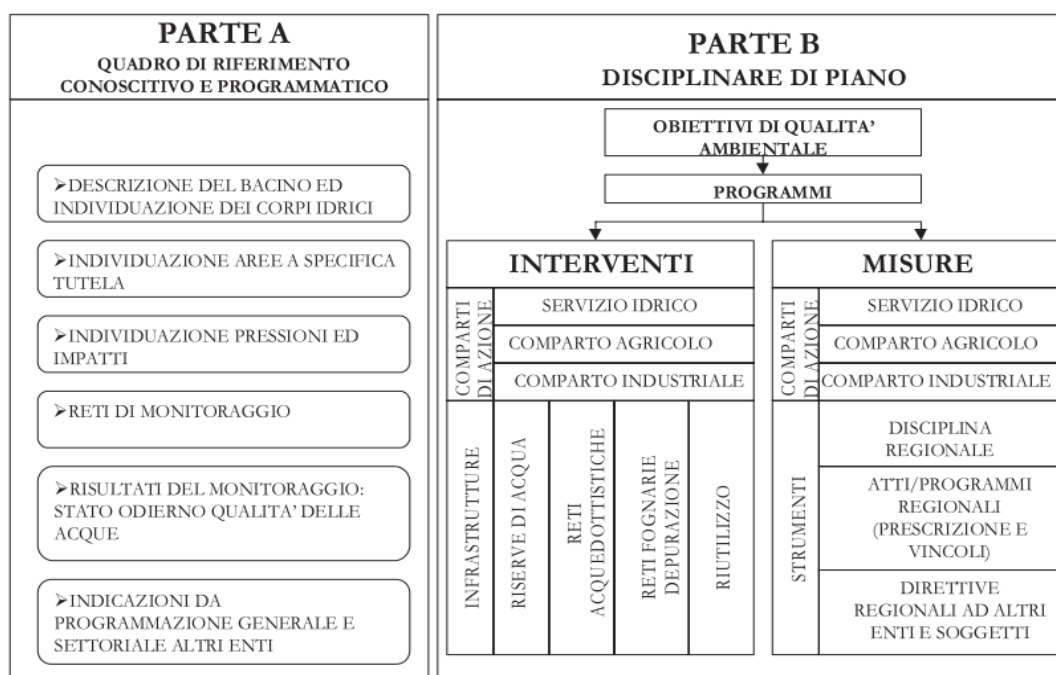 PARTE A
QUADRO DI RIFERIMENTO
CONOSCITIVO E PROGRAMMATICO
➢DESCRIZIONE DEL BACINO ED
INDIVIDUAZIONE DEI CORPI IDRICI
➢INDIVIDUAZIONE AREE A SPECIFICA
TUTELA
➢INDIVIDUAZIONE PRESSIONI ED
IMPATTI
➢RETI DI MONITORAGGIO
➢RISULTATI DEL MONITORAGGIO:
STATO ODIERNO QUALITA' DELLE
ACQUE
➢INDICAZIONI DA
PROGRAMMAZIONE GENERALE E
SETTORIALE ALTRI ENTI
PARTE B
DISCIPLINARE DI PIANO
OBIETTIVI DI QUALITA'
AMBIENTALE
PROGRAMMI
INTERVENTI
COMPARTI
DI AZIONE
SERVIZIO IDRICO
COMPARTO AGRICOLO
COMPARTO INDUSTRIALE
INFRASTRUTTURE
RISERVE DI ACQUA
RETI
ACQUEDOTTISTICHE
RETI FOGNARIE
DEPURAZIONE
RIUTILIZZO
MISURE
COMPARTI
DI AZIONE
SERVIZIO IDRICO
COMPARTO AGRICOLO
COMPARTO INDUSTRIALE
STRUMENTI
DISCIPLINA
REGIONALE
ATTI/PROGRAMMI
REGIONALI
(PRESCRIZIONE E
VINCOLI)
DIRETTIVE
REGIONALI AD ALTRI
ENTI E SOGGETTI